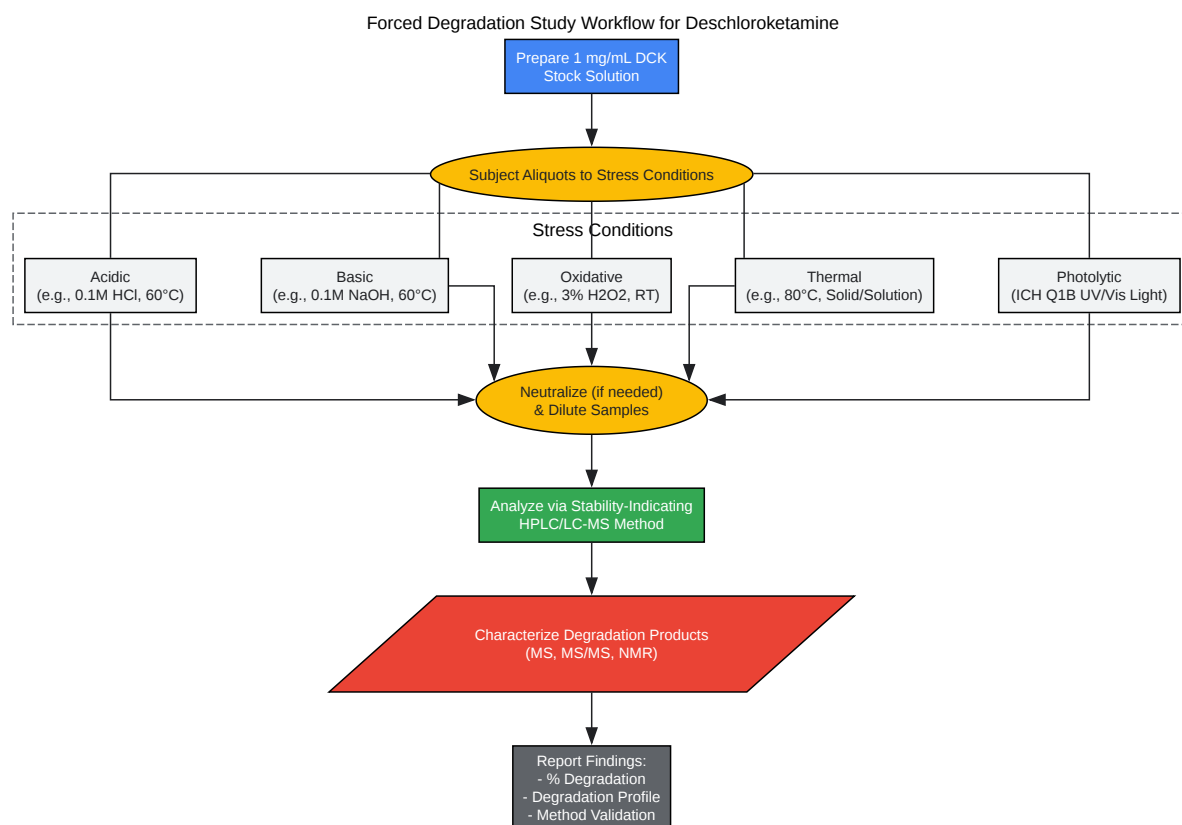 Forced Degradation Study Workflow for Deschloroketamine
Prepare 1 mg/mL DCK
Stock Solution
Subject Aliquots to Stress Conditions
Stress Conditions
Acidic
(e.g., 0.1M HCl, 60°C)
Basic
(e.g., 0.1M NaOH, 60°C)
Oxidative
(e.g., 3% H2O2, RT)
Thermal
(e.g., 80°C, Solid/Solution)
Photolytic
(ICH Q1B UV/Vis Light)
Neutralize (if needed)
& Dilute Samples
Analyze via Stability-Indicating
HPLC/LC-MS Method
Characterize Degradation Products
(MS, MS/MS, NMR)
Report Findings:
- % Degradation
- Degradation Profile
- Method Validation